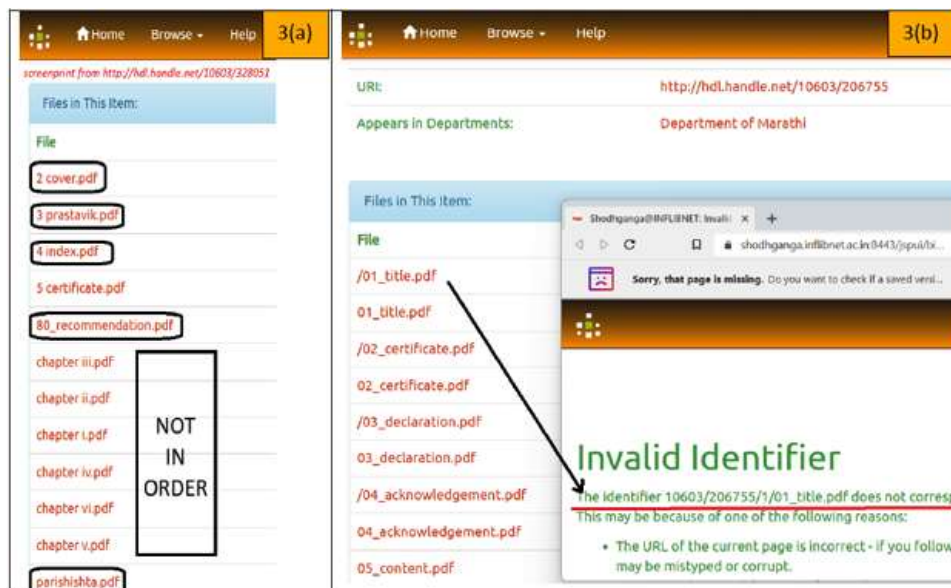 Home Browse Help 3(a)
screenprint from http://hdl.handle.net/10603/328051
Files in This Item:
File
2 cover.pdf
3 prastavik.pdf
4 index.pdf
5 certificate.pdf
80_recommendation.pdf
chapter iii.pdf
chapter ii.pdf
chapter i.pdf
chapter iv.pdf
chapter vi.pdf
chapter v.pdf
parishishta.pdf
NOT
IN
ORDER
Home Browse Help 3(b)
URI: http://hdl.handle.net/10603/206755
Appears in Departments: Department of Marathi
Files in This Item:
File
/01_title.pdf
01_title.pdf
/02_certificate.pdf
02_certificate.pdf
/03_declaration.pdf
03_declaration.pdf
/04_acknowledgement.pdf
04_acknowledgement.pdf
05_content.pdf
Shodhganga@INFLIBNET: Invali
shodhganga.inflibnet.ac.in:8443/jspui/bi...
Sorry, that page is missing. Do you want to check if a saved versi...
Invalid Identifier
The identifier 10603/206755/1/01_title.pdf does not corresp
This may be because of one of the following reasons:
• The URL of the current page is incorrect - if you follow
may be mistyped or corrupt.